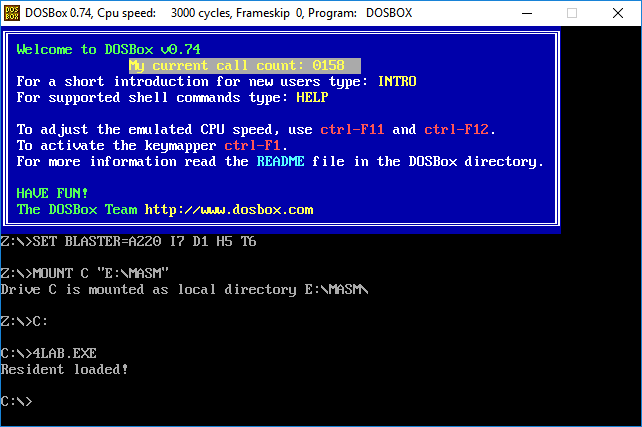 DOS
BOX
DOSBox 0.74, Cpu speed: 3000 cycles, Frameskip 0, Program: DOSBOX
Welcome to DOSBox v0.74
My current call count: 0158
For a short introduction for new users type: INTRO
For supported shell commands type: HELP
To adjust the emulated CPU speed, use ctrl-F11 and ctrl-F12.
To activate the keymapper ctrl-F1.
For more information read the README file in the DOSBox directory.
HAVE FUN!
The DOSBox Team http://www.dosbox.com
Z:\>SET BLASTER=A220 I7 D1 H5 T6
Z:\>MOUNT C "E:\MASM"
Drive C is mounted as local directory E:\MASM\
Z:\>C:
C:\>4LAB.EXE
Resident loaded!
C:\>